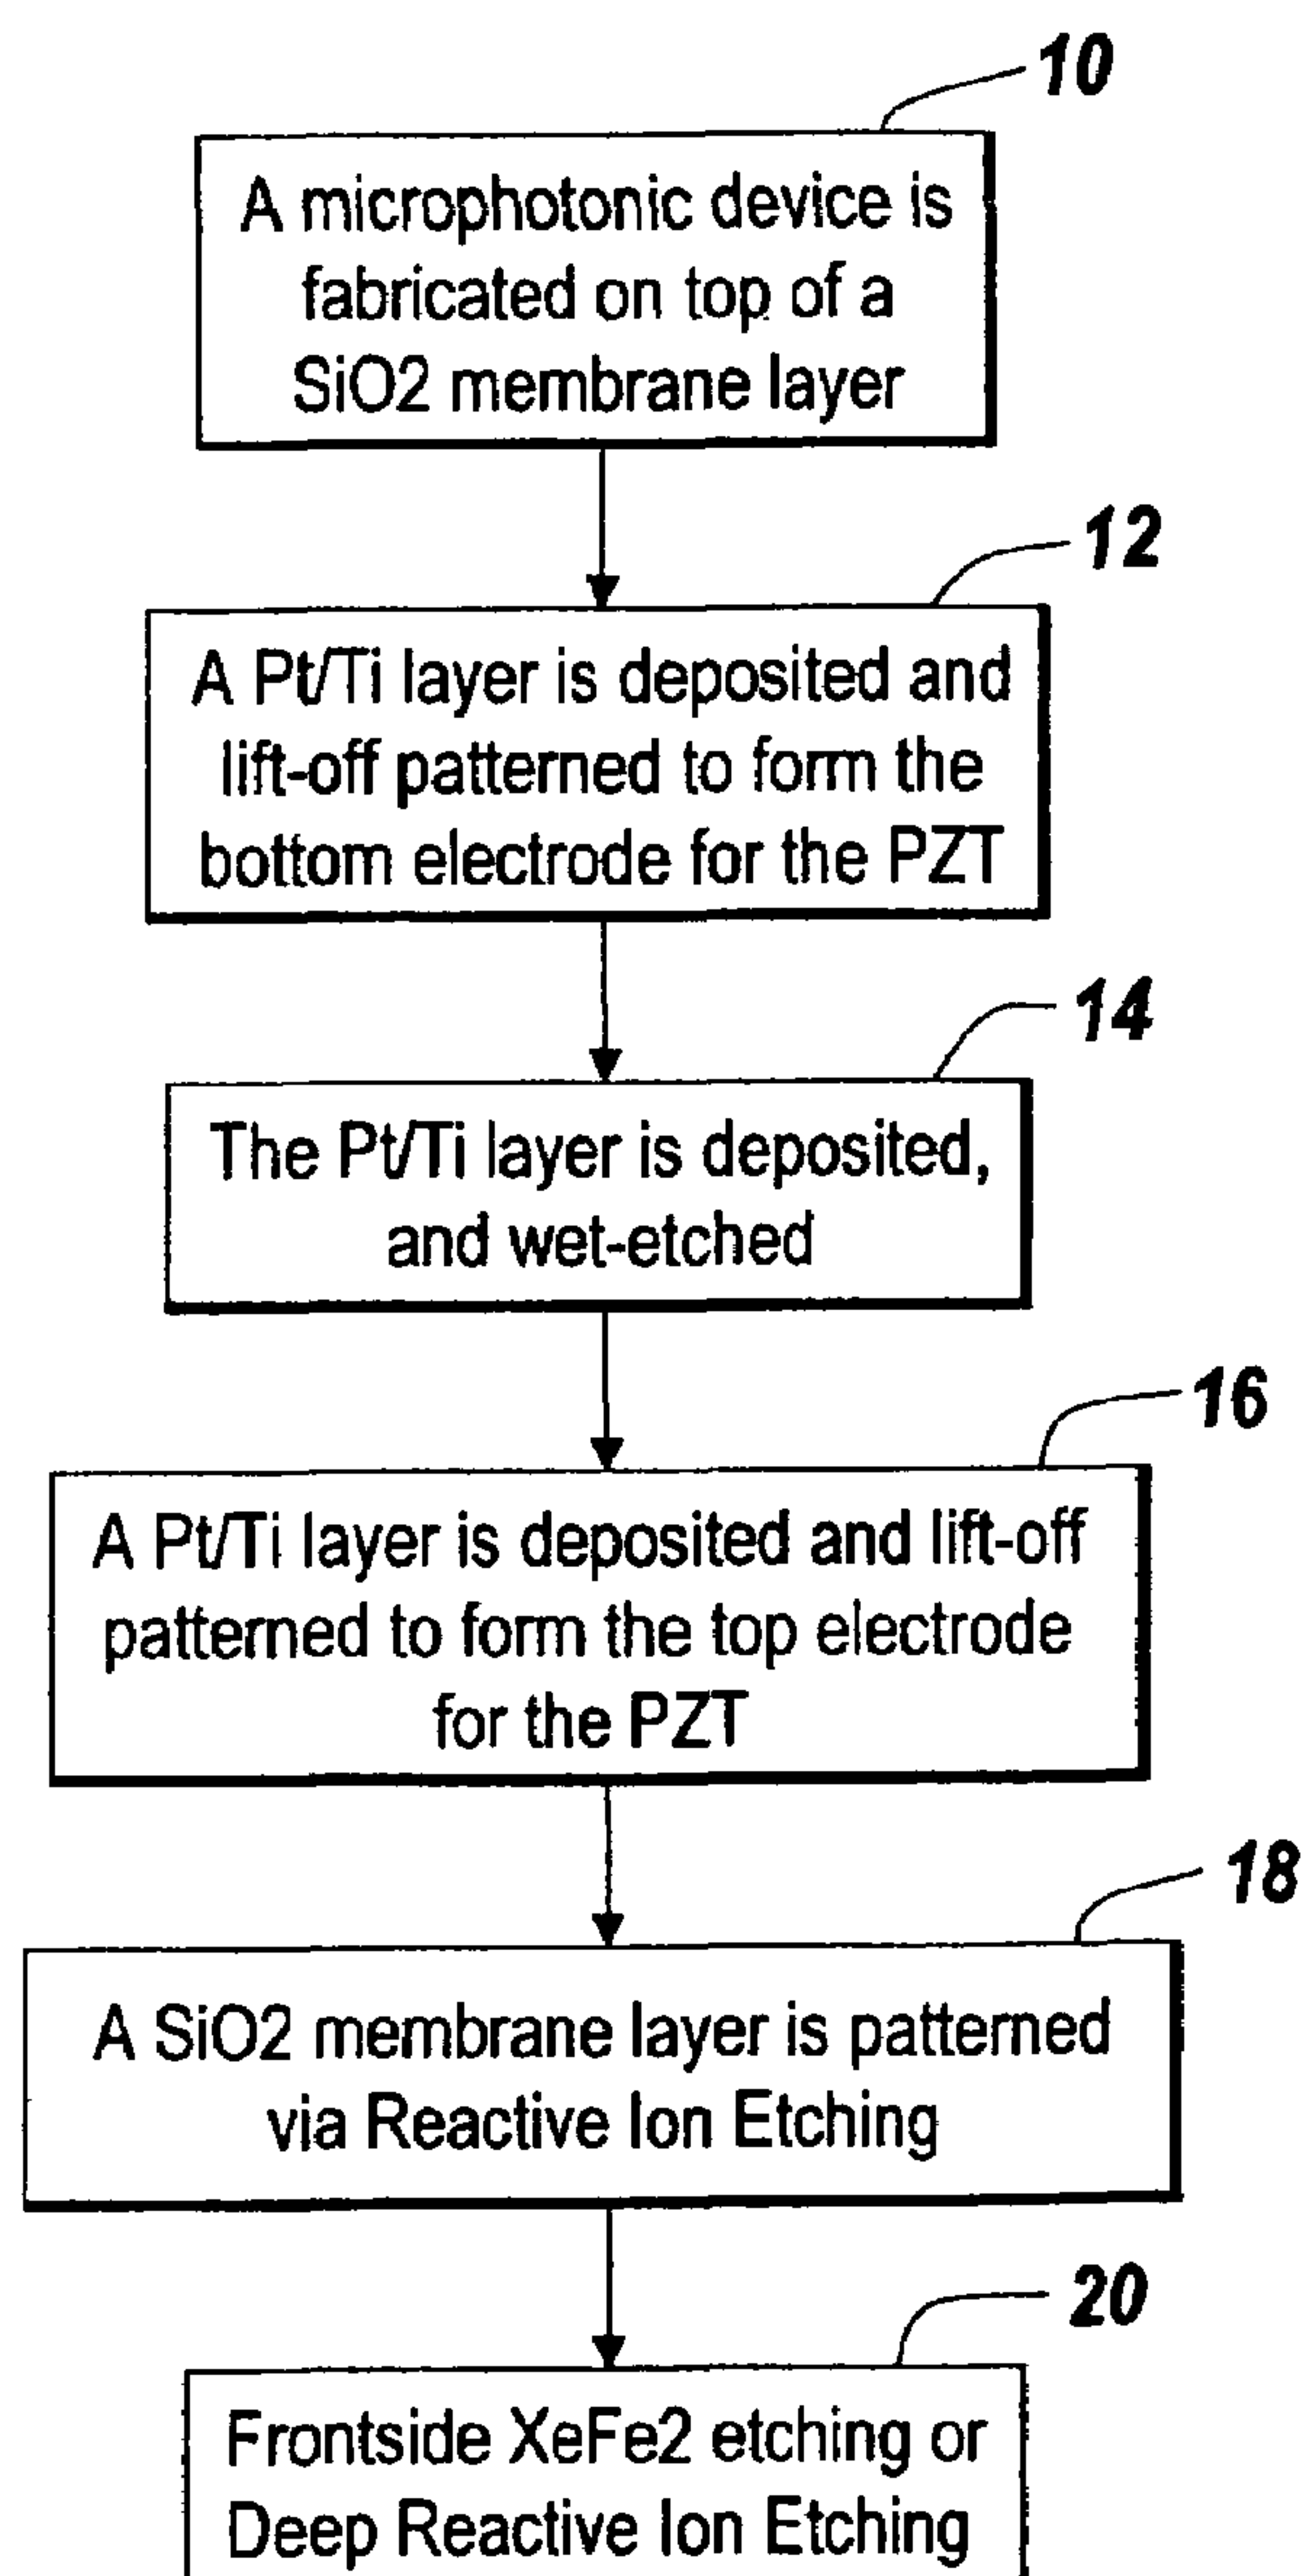 10
A microphotonic device is
fabricated on top of a
SiO2 membrane layer
12
A Pt/Ti layer is deposited and
lift-off patterned to form the
bottom electrode for the PZT
14
The Pt/Ti layer is deposited,
and wet-etched
16
A Pt/Ti layer is deposited and lift-off
patterned to form the top electrode
for the PZT
18
A SiO2 membrane layer is patterned
via Reactive Ion Etching
20
Frontside XeFe2 etching or
Deep Reactive Ion Etching